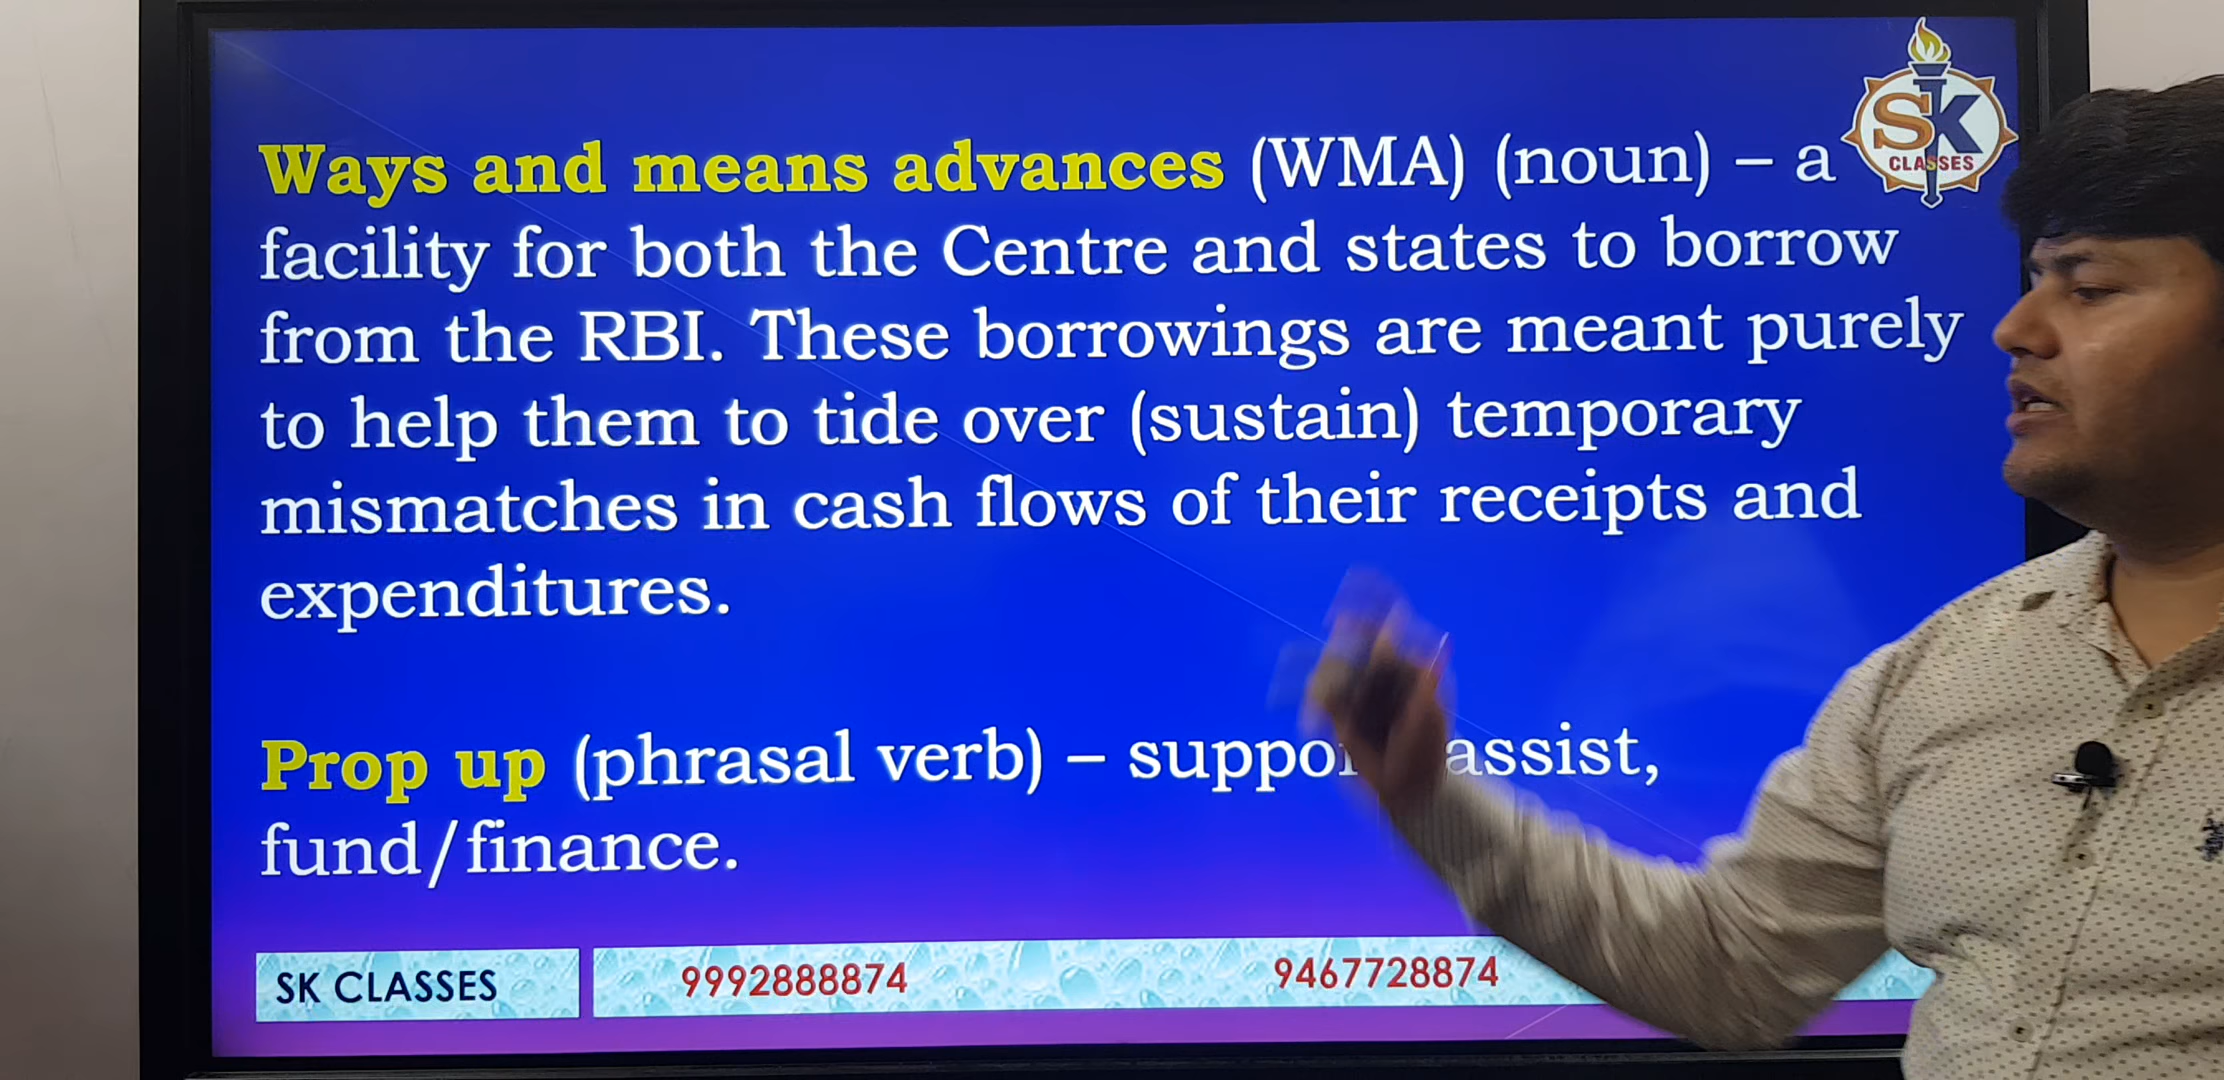 Ways and means advances (WMA) (noun) – a
facility for both the Centre and states to borrow
from the RBI. These borrowings are meant purely
to help them to tide over (sustain) temporary
mismatches in cash flows of their receipts and
expenditures.
Prop up (phrasal verb) – assist,
fund/finance.
SK CLASSES
9992888874
9467728874
SK
CLASSES